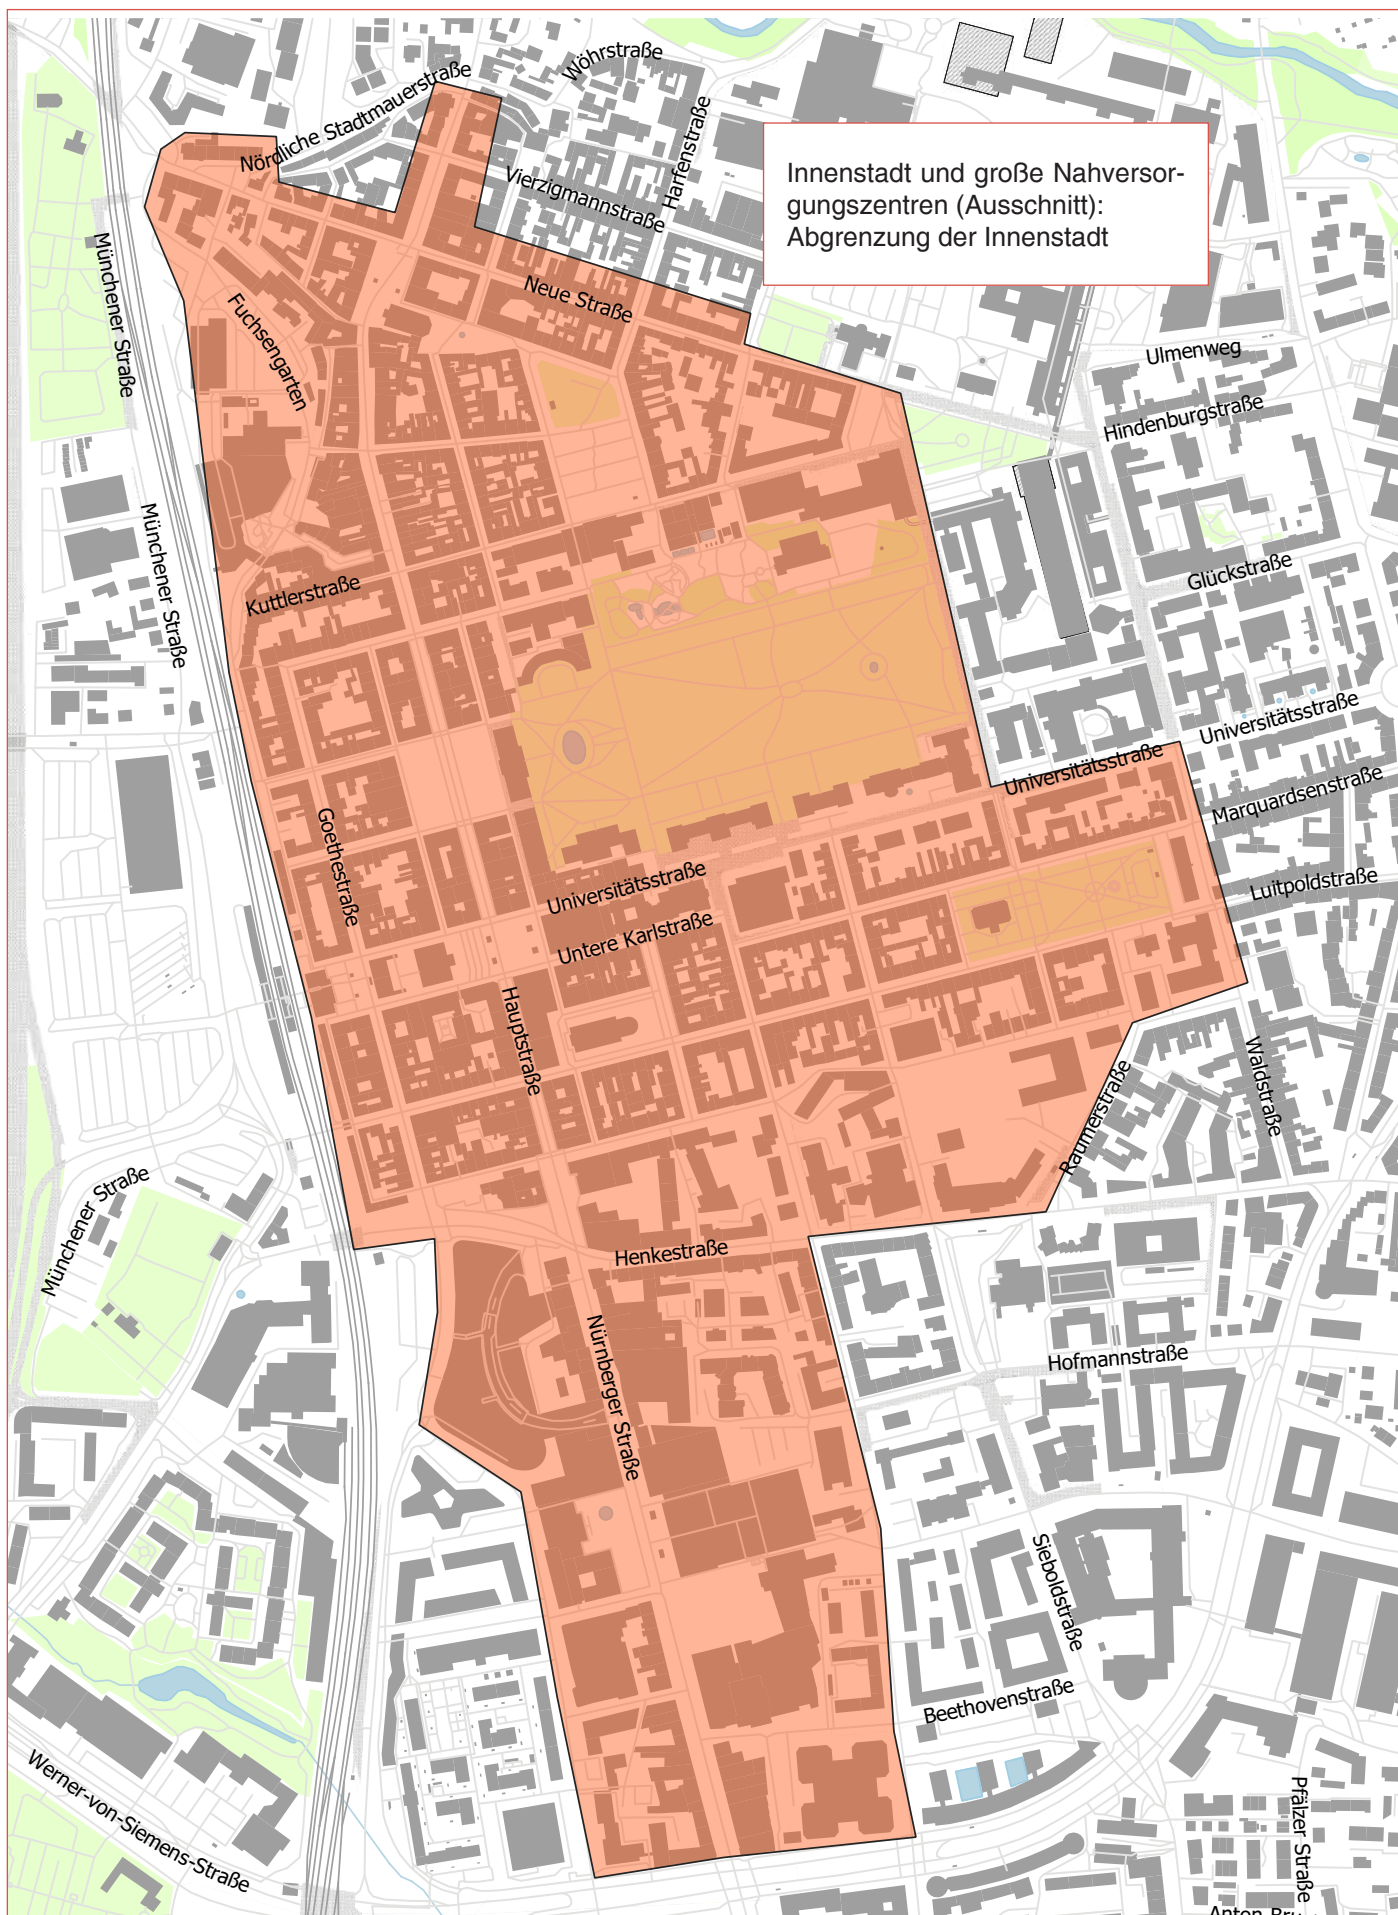 Wöhrstraße
Nördliche Stadtmauerstraße
Harfenstraße
Innenstadt und große Nahversor-
gungszentren (Ausschnitt):
Abgrenzung der Innenstadt
Vierzigmannstraße
Münchener Straße
Neue Straße
Fuchsengarten
Ulmenweg
Hindenburgstraße
Münchener Straße
Kuttlerstraße
Glückstraße
Universitätsstraße
Universitätsstraße
Marquardsenstraße
Goethestraße
Universitätsstraße
Luitpoldstraße
Untere Karlstraße
Hauptstraße
Waldstraße
Raumerstraße
Münchener Straße
Henkestraße
Nürnberger Straße
Hofmannstraße
Sieboldstraße
Beethovenstraße
Werner-von-Siemens-Straße
Pfälzer Straße